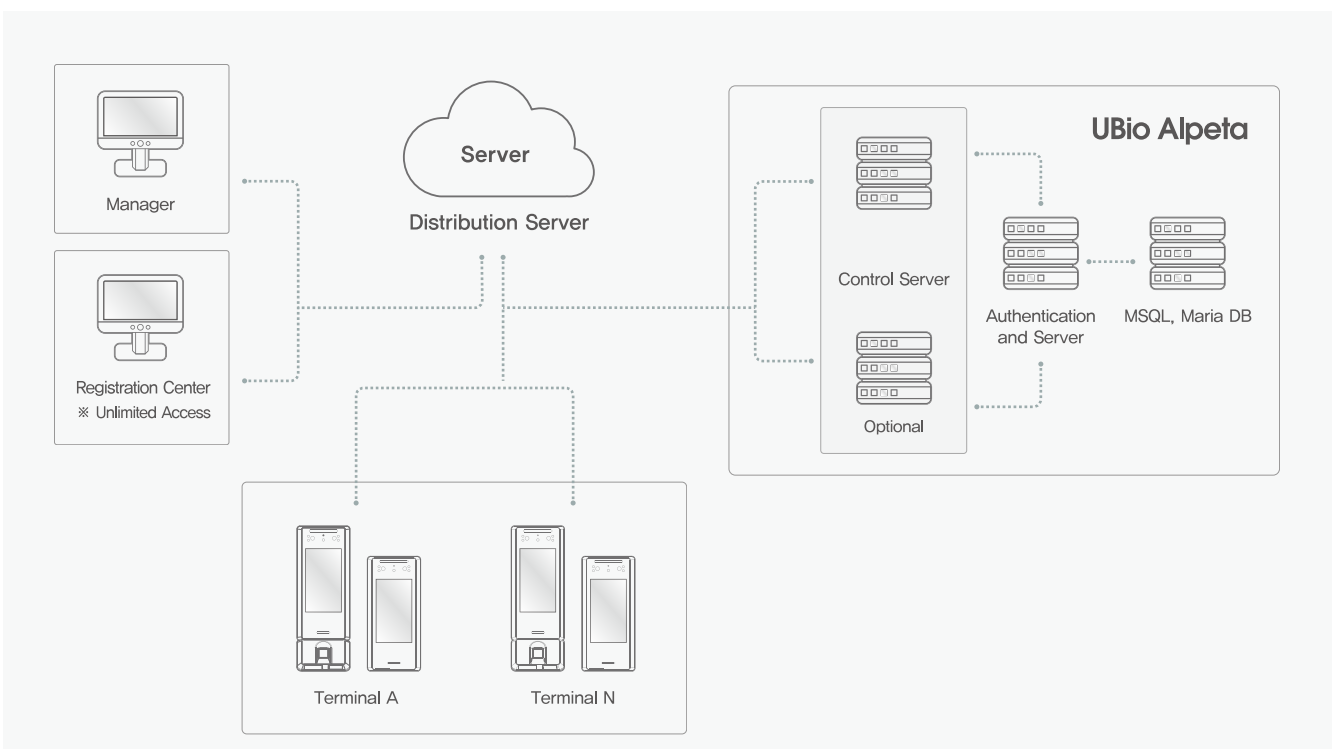 Manager
Registration Center
※ Unlimited Access
Server
Distribution Server
UBio Alpeta
Control Server
Optional
Authentication
and Server
MSQL, Maria DB
Terminal A
Terminal N